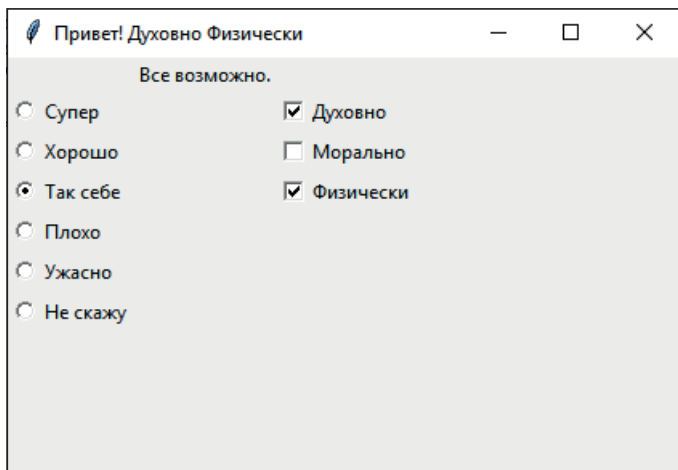 Привет! Духовно Физически
Все возможно.
Супер
Духовно
Хорошо
Морально
Так себе
Физически
Плохо
Ужасно
Не скажу